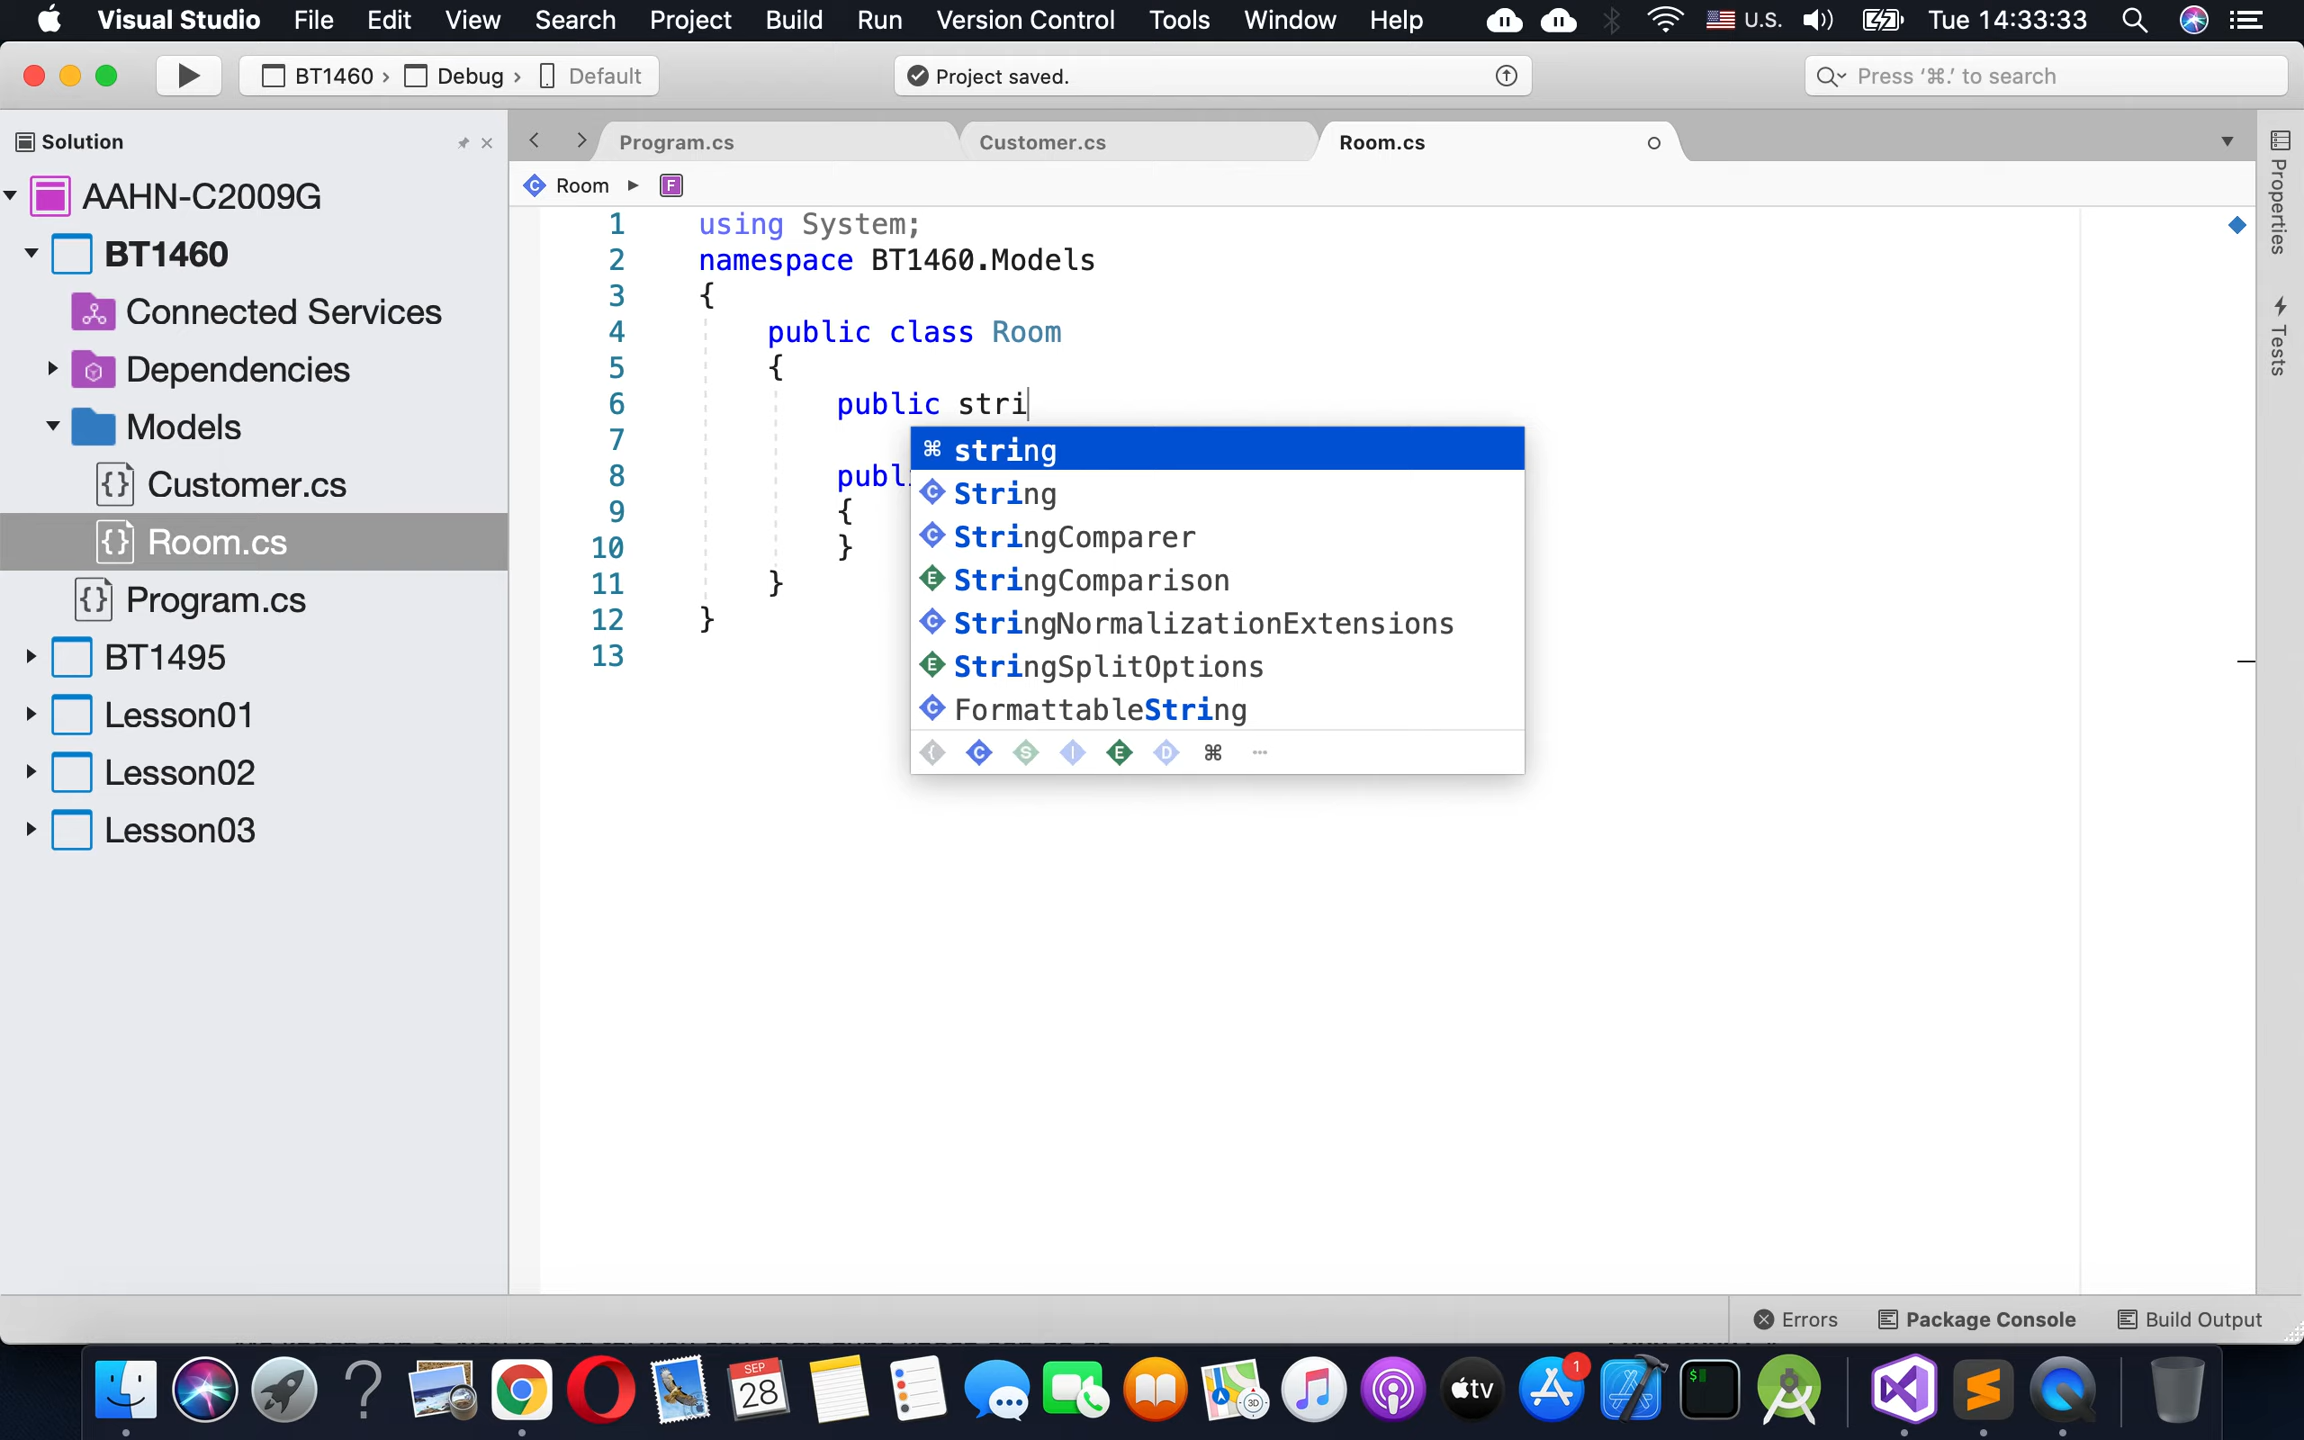 Visual Studio File Edit View Search Project Build Run Version Control Tools Window Help U.S. Tue 14:33:33
BT1460 › Debug › Default
Project saved.
Press ‘⌘.’ to search
Solution
AAHN-C2009G
BT1460
Connected Services
Dependencies
Models
Customer.cs
Room.cs
Program.cs
BT1495
Lesson01
Lesson02
Lesson03
Program.cs Customer.cs Room.cs
Room
1 using System;
2 namespace BT1460.Models
3 {
4 public class Room
5 {
6 public stri
7
8 publ
9 {
10 }
11 }
12 }
13
⌘ string
C String
C StringComparer
E StringComparison
C StringNormalizationExtensions
E StringSplitOptions
C FormattableString
{ C S I E D ⌘ ···
Properties
Tests
Errors Package Console Build Output
SEP
28
3D
tv
1
$